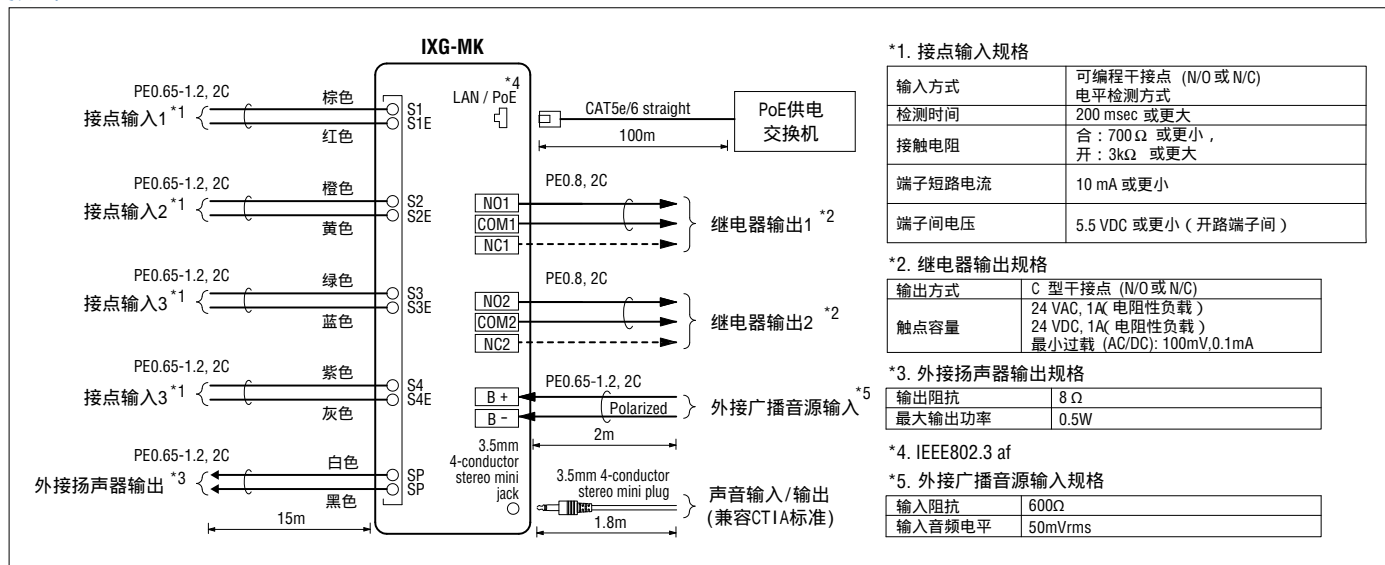 IXG-MK
PE0.65-1.2, 2C
棕色
接点输入1 *1
红色
S1
S1E
PE0.65-1.2, 2C
橙色
接点输入2 *1
黄色
S2
S2E
PE0.65-1.2, 2C
绿色
接点输入3 *1
蓝色
S3
S3E
PE0.65-1.2, 2C
紫色
接点输入3 *1
灰色
S4
S4E
PE0.65-1.2, 2C
白色
外接扬声器输出 *3
黑色
SP
SP
15m
*4
LAN / PoE
CAT5e/6 straight
100m
PoE供电
交换机
PE0.8, 2C
NO1
COM1
NC1
继电器输出1 *2
PE0.8, 2C
NO2
COM2
NC2
继电器输出2 *2
PE0.65-1.2, 2C
B +
B −
Polarized
外接广播音源输入 *5
2m
3.5mm
4-conductor
stereo mini
jack
3.5mm 4-conductor
stereo mini plug
1.8m
声音输入/输出
(兼容CTIA标准)
*1. 接点输入规格
输入方式 可编程干接点 (N/O 或 N/C)
电平检测方式
检测时间 200 msec 或更大
接触电阻 合：700 Ω 或更小，
开：3kΩ 或更大
端子短路电流 10 mA 或更小
端子间电压 5.5 VDC 或更小（开路端子间）
*2. 继电器输出规格
输出方式 C 型干接点 (N/O 或 N/C)
触点容量 24 VAC, 1A( 电阻性负载 )
24 VDC, 1A( 电阻性负载 )
最小过载 (AC/DC): 100mV,0.1mA
*3. 外接扬声器输出规格
输出阻抗 8 Ω
最大输出功率 0.5W
*4. IEEE802.3 af
*5. 外接广播音源输入规格
输入阻抗 600Ω
输入音频电平 50mVrms